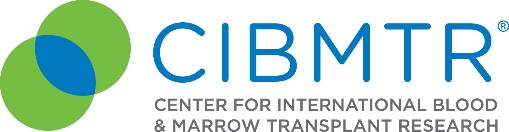 CIBMTR®
CENTER FOR INTERNATIONAL BLOOD
& MARROW TRANSPLANT RESEARCH